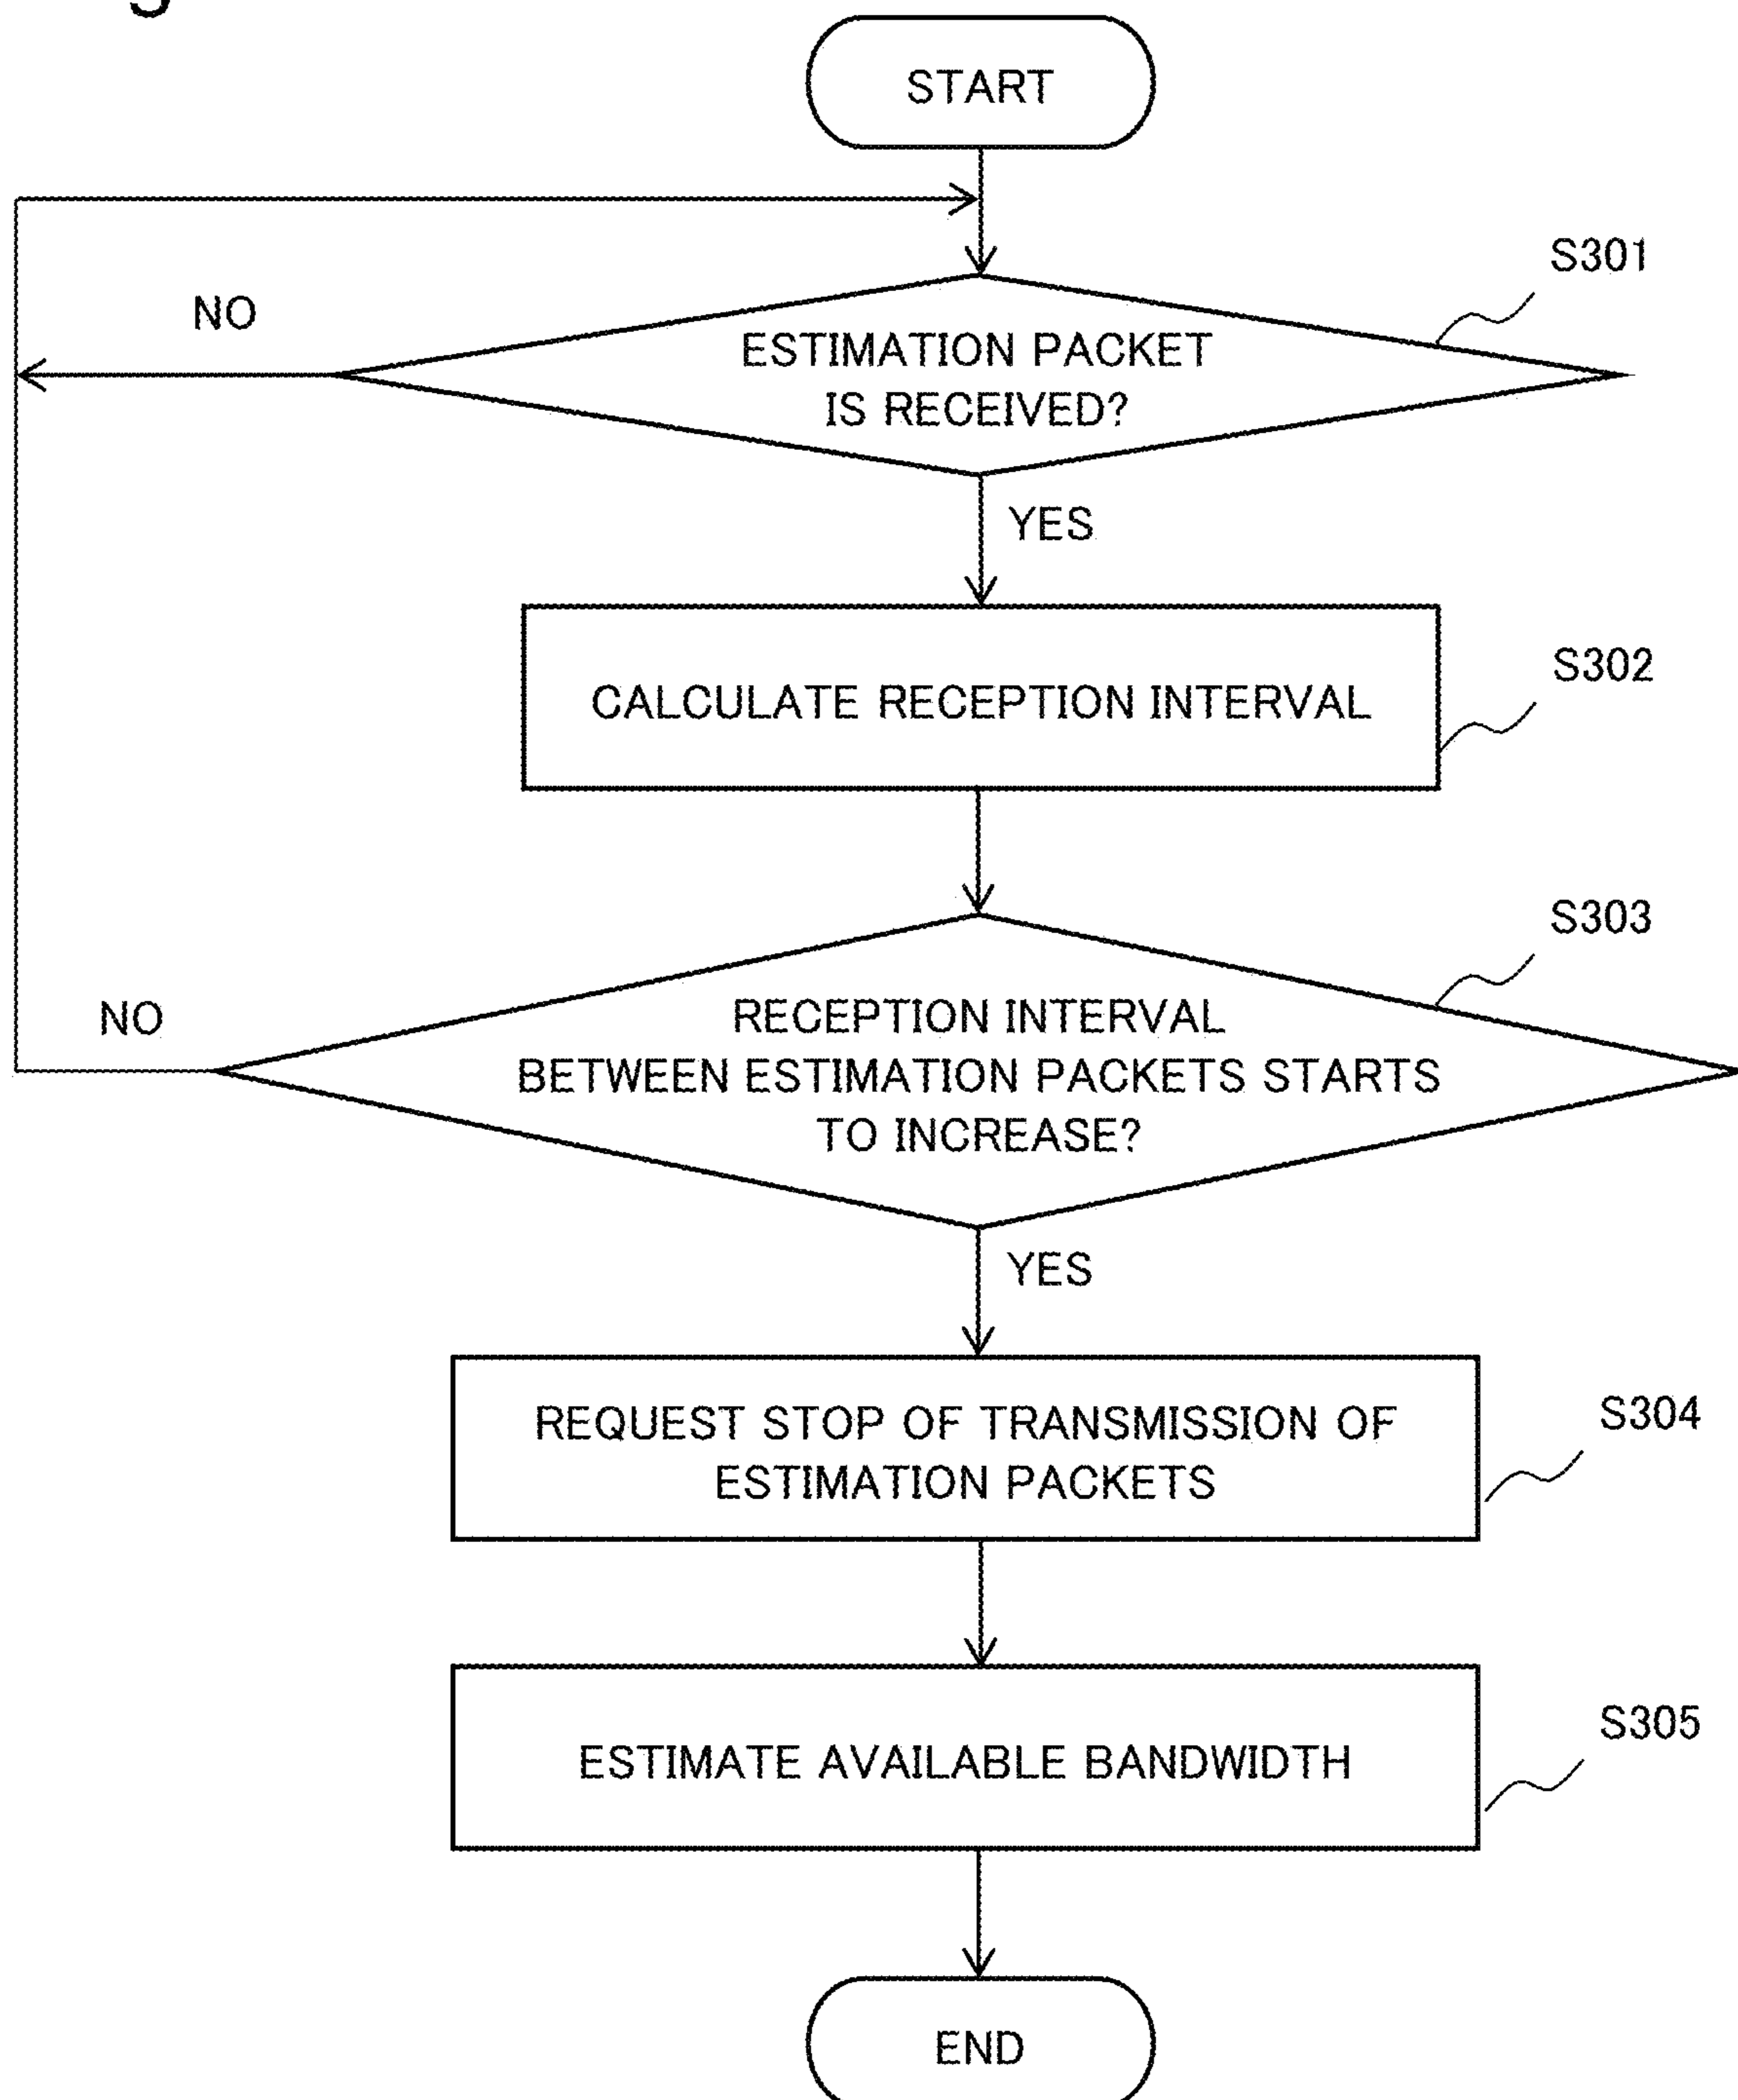 START
S301
NO
ESTIMATION PACKET
IS RECEIVED?
YES
S302
CALCULATE RECEPTION INTERVAL
S303
NO
RECEPTION INTERVAL
BETWEEN ESTIMATION PACKETS STARTS
TO INCREASE?
YES
S304
REQUEST STOP OF TRANSMISSION OF
ESTIMATION PACKETS
S305
ESTIMATE AVAILABLE BANDWIDTH
END